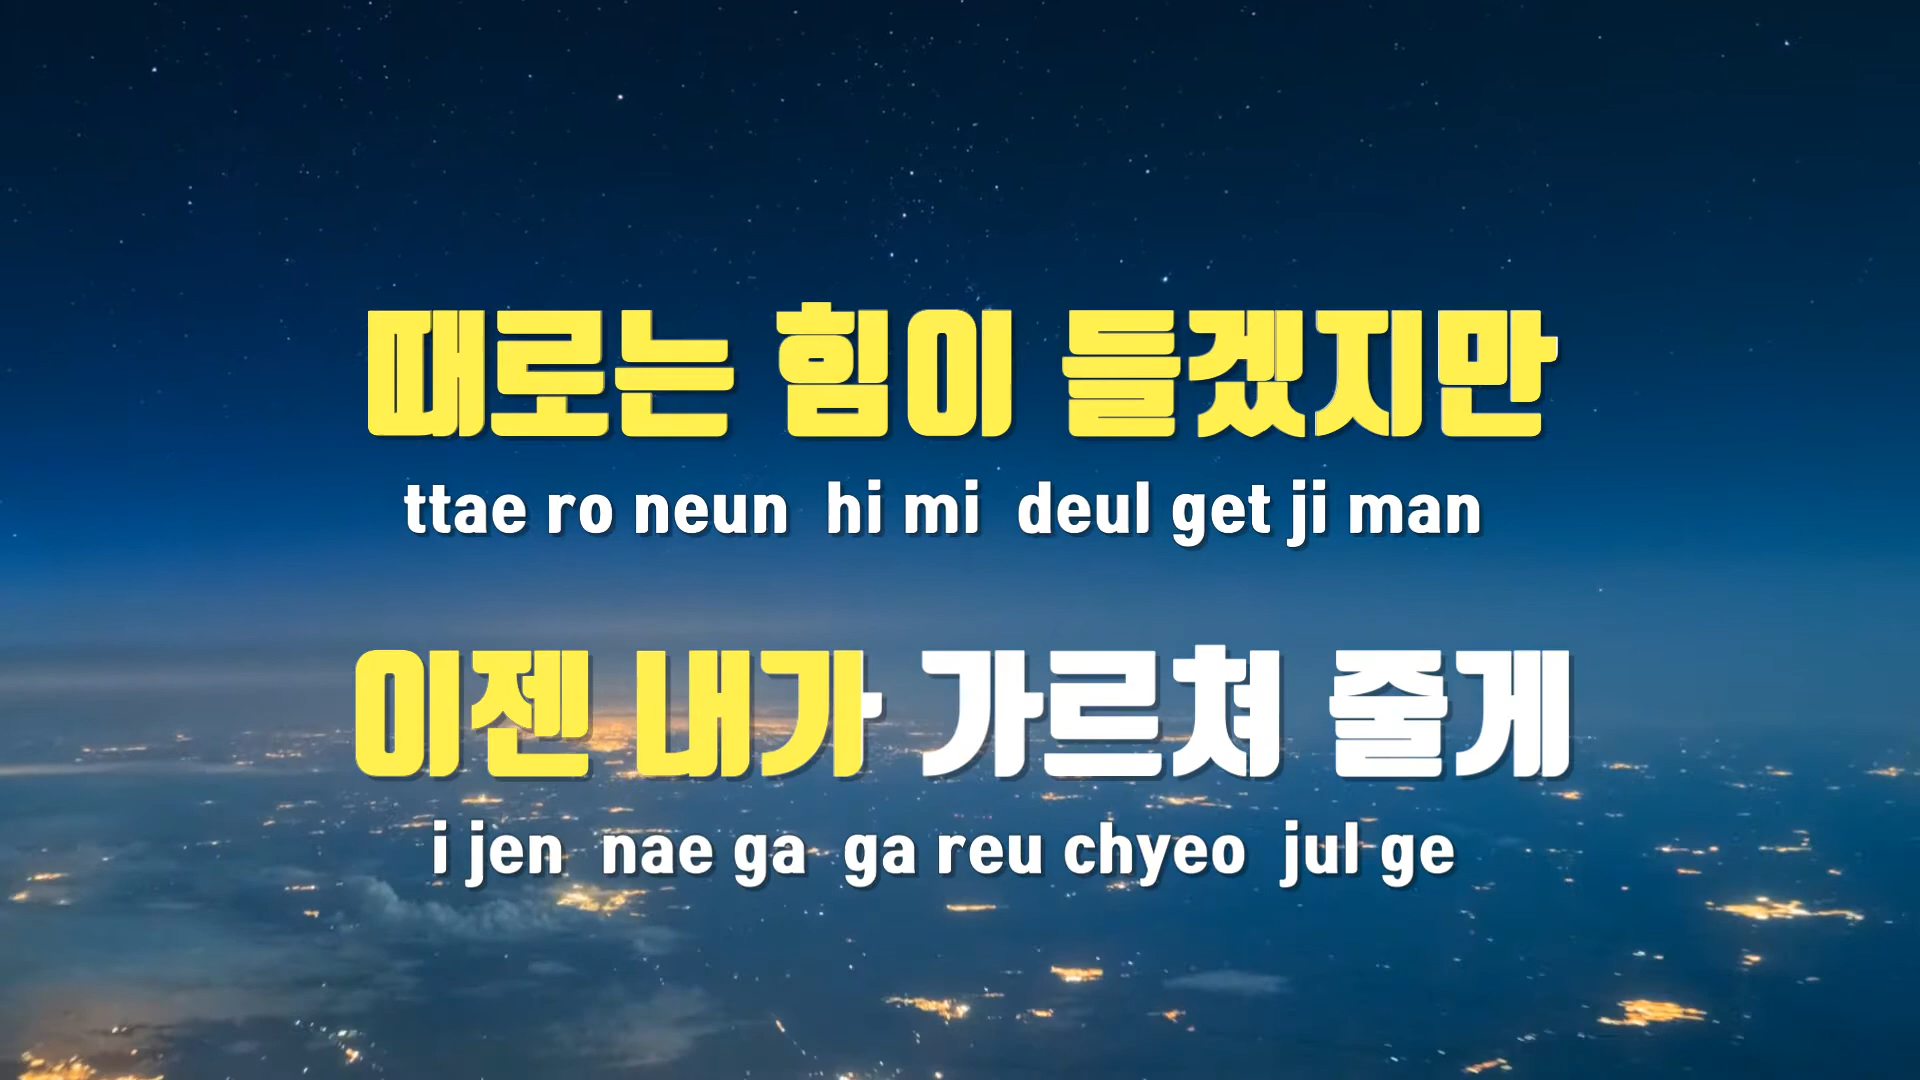 때로는 힘이 들겠지만
ttae ro neun hi mi deul get ji man
이젠 내가 가르쳐 줄게
i jen nae ga ga reu chyeo jul ge